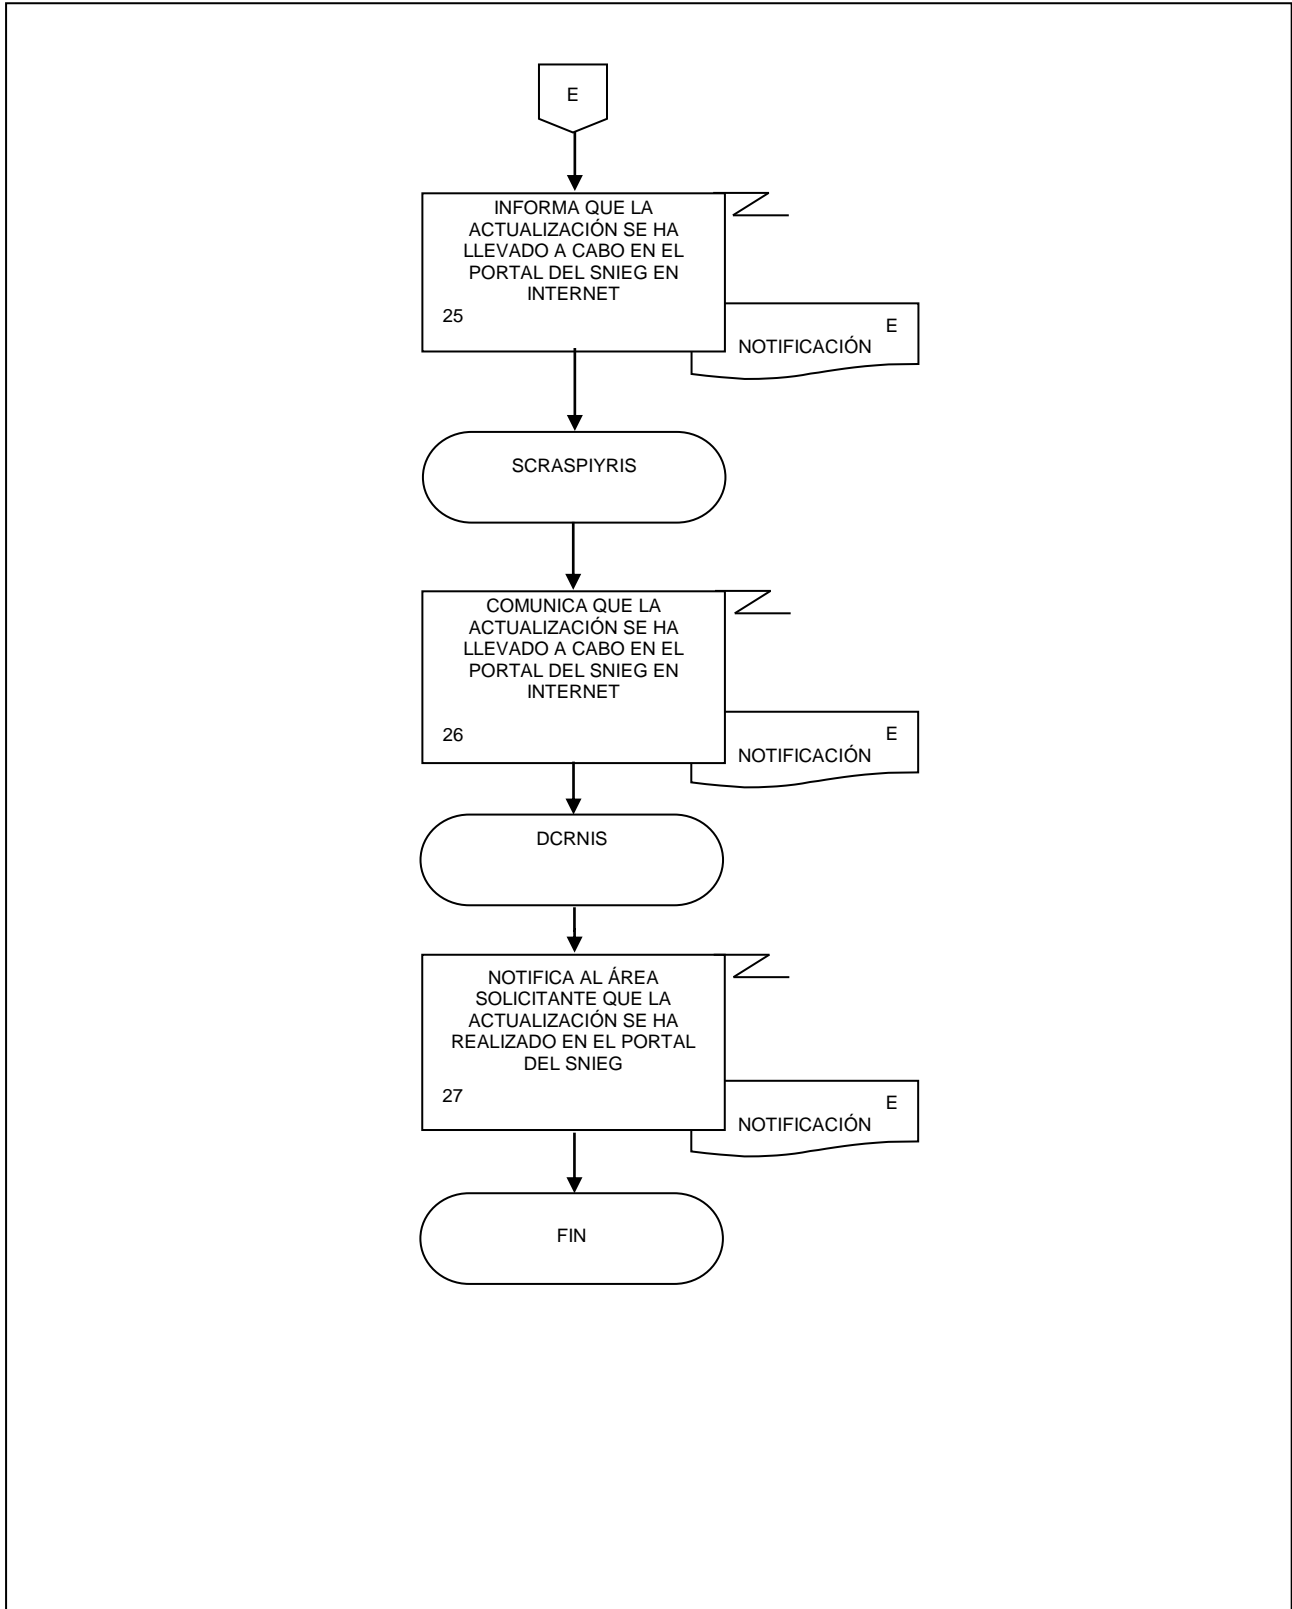 E
INFORMA QUE LA
ACTUALIZACIÓN SE HA
LLEVADO A CABO EN EL
PORTAL DEL SNIEG EN
INTERNET
25
E
NOTIFICACIÓN
SCRASPIYRIS
COMUNICA QUE LA
ACTUALIZACIÓN SE HA
LLEVADO A CABO EN EL
PORTAL DEL SNIEG EN
INTERNET
26
E
NOTIFICACIÓN
DCRNIS
NOTIFICA AL ÁREA
SOLICITANTE QUE LA
ACTUALIZACIÓN SE HA
REALIZADO EN EL PORTAL
DEL SNIEG
27
E
NOTIFICACIÓN
FIN